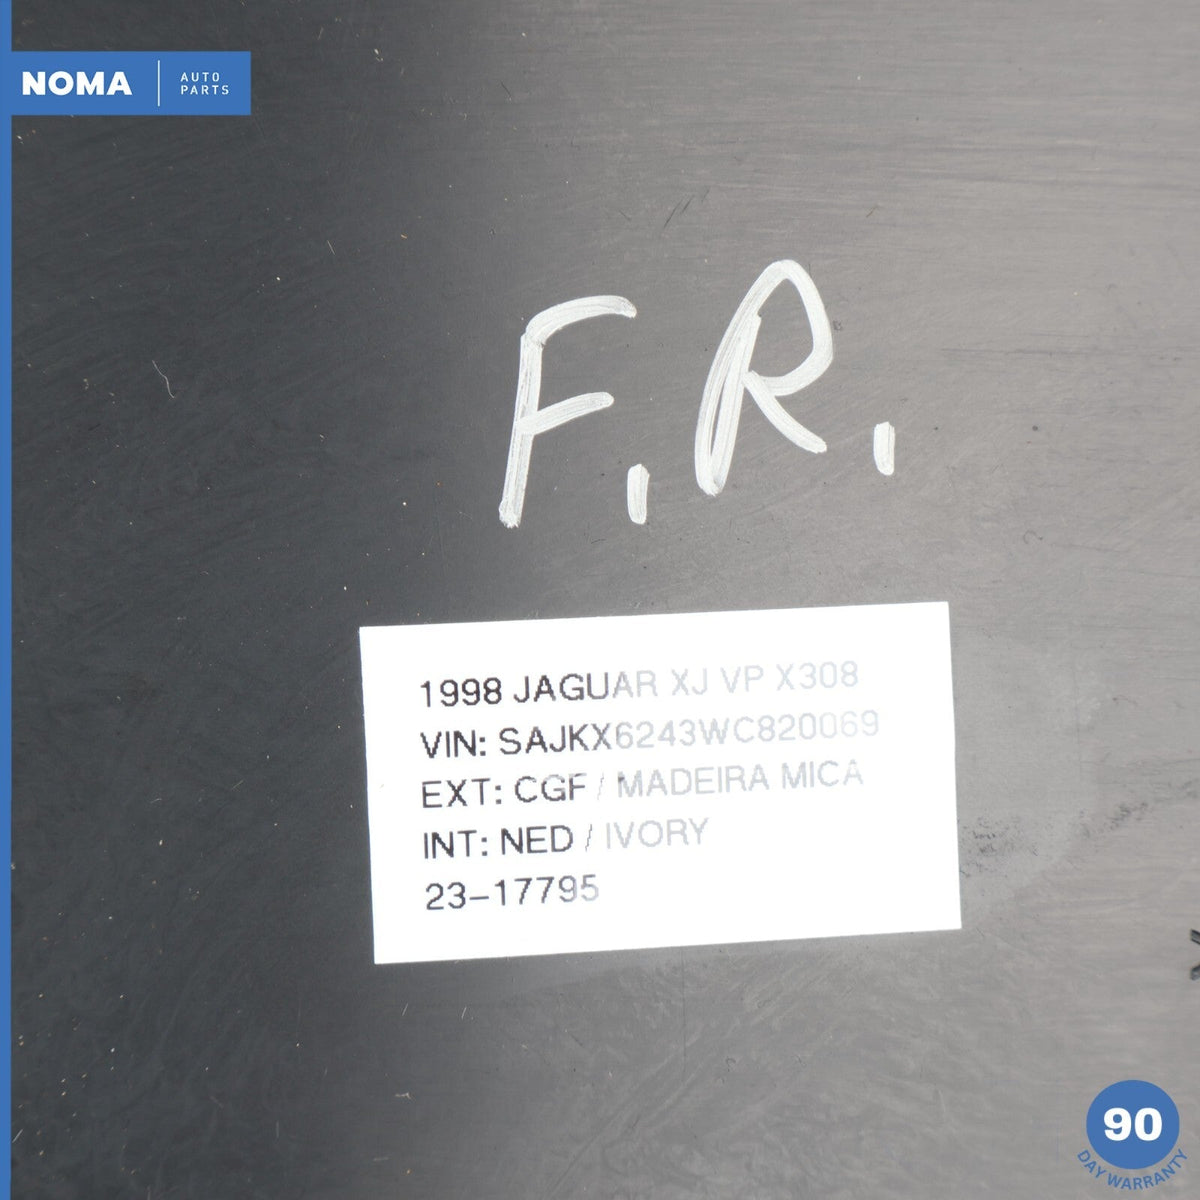 NOMA
AUTO
PARTS
F.R.
1998 JAGUAR XJ VP X308
VIN: SAJKX6243WC820069
EXT: CGF / MADEIRA MICA
INT: NED / IVORY
23-17795
90
DAY WARRANTY